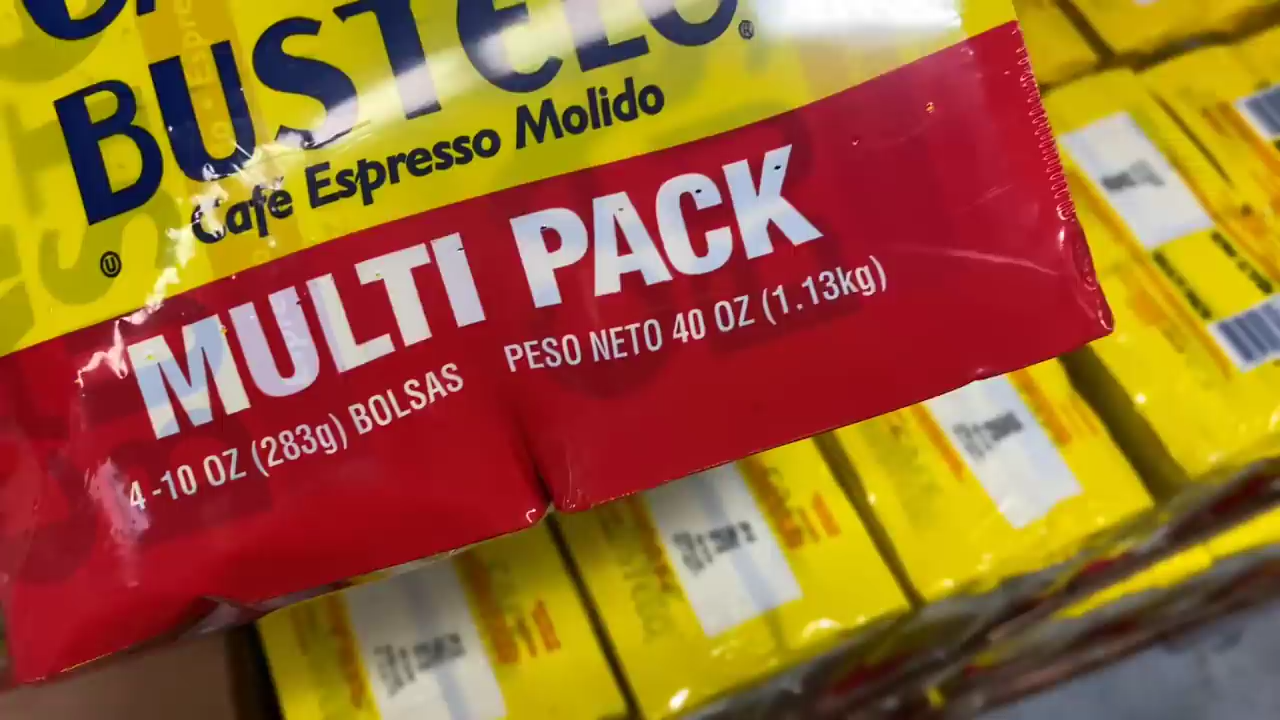 BUSTELO®
Café Espresso Molido
MULTI PACK
4-10 OZ (283g) BOLSAS
PESO NETO 40 OZ (1.13kg)